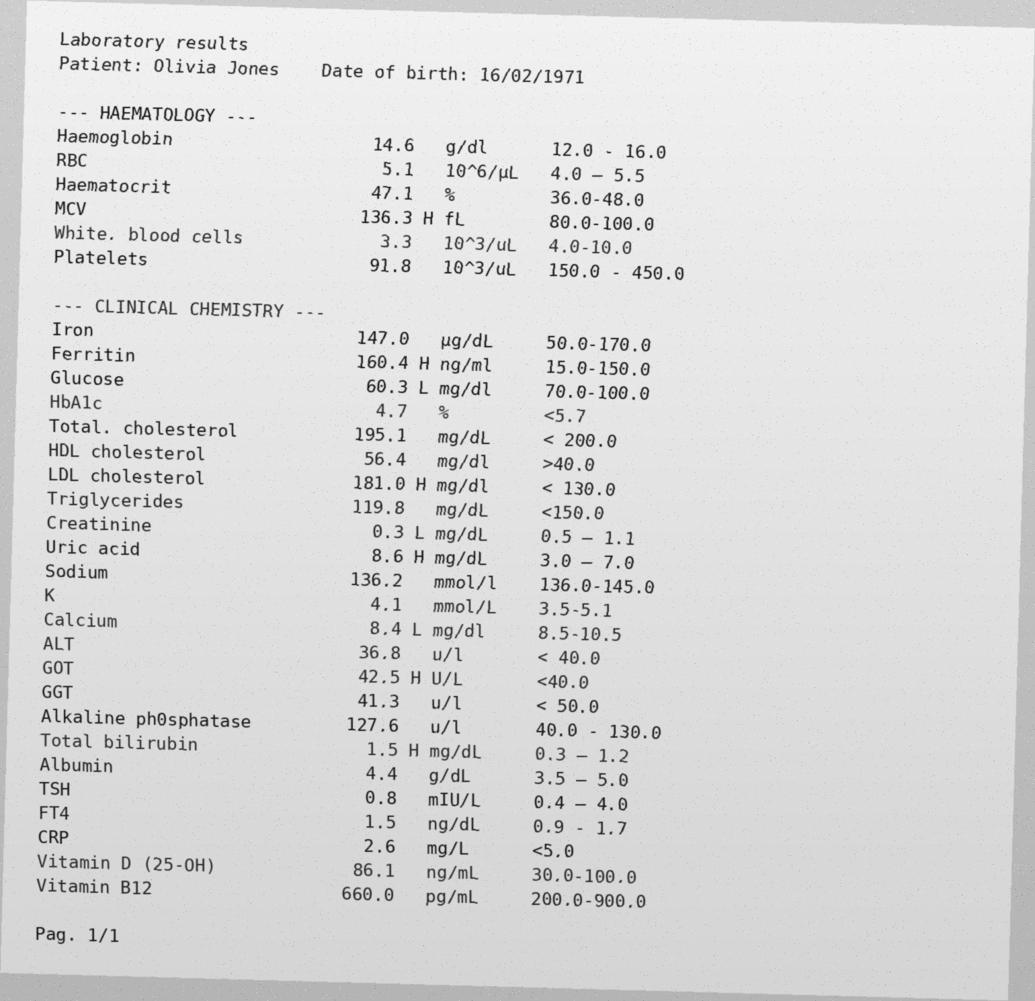 Laboratory results
Patient: Olivia Jones    Date of birth: 16/02/1971

--- HAEMATOLOGY ---
Haemoglobin 14.6 g/dl 12.0 - 16.0
RBC 5.1 10^6/µL 4.0 – 5.5
Haematocrit 47.1 % 36.0-48.0
MCV 136.3 H fL 80.0-100.0
White. blood cells 3.3 10^3/uL 4.0-10.0
Platelets 91.8 10^3/uL 150.0 - 450.0

--- CLINICAL CHEMISTRY ---
Iron 147.0 µg/dL 50.0-170.0
Ferritin 160.4 H ng/ml 15.0-150.0
Glucose 60.3 L mg/dl 70.0-100.0
HbA1c 4.7 % <5.7
Total. cholesterol 195.1 mg/dL < 200.0
HDL cholesterol 56.4 mg/dl >40.0
LDL cholesterol 181.0 H mg/dl < 130.0
Triglycerides 119.8 mg/dL <150.0
Creatinine 0.3 L mg/dL 0.5 – 1.1
Uric acid 8.6 H mg/dL 3.0 – 7.0
Sodium 136.2 mmol/l 136.0-145.0
K 4.1 mmol/L 3.5-5.1
Calcium 8.4 L mg/dl 8.5-10.5
ALT 36.8 u/l < 40.0
GOT 42.5 H U/L <40.0
GGT 41.3 u/l < 50.0
Alkaline ph0sphatase 127.6 u/l 40.0 - 130.0
Total bilirubin 1.5 H mg/dL 0.3 – 1.2
Albumin 4.4 g/dL 3.5 – 5.0
TSH 0.8 mIU/L 0.4 – 4.0
FT4 1.5 ng/dL 0.9 - 1.7
CRP 2.6 mg/L <5.0
Vitamin D (25-OH) 86.1 ng/mL 30.0-100.0
Vitamin B12 660.0 pg/mL 200.0-900.0

Pag. 1/1